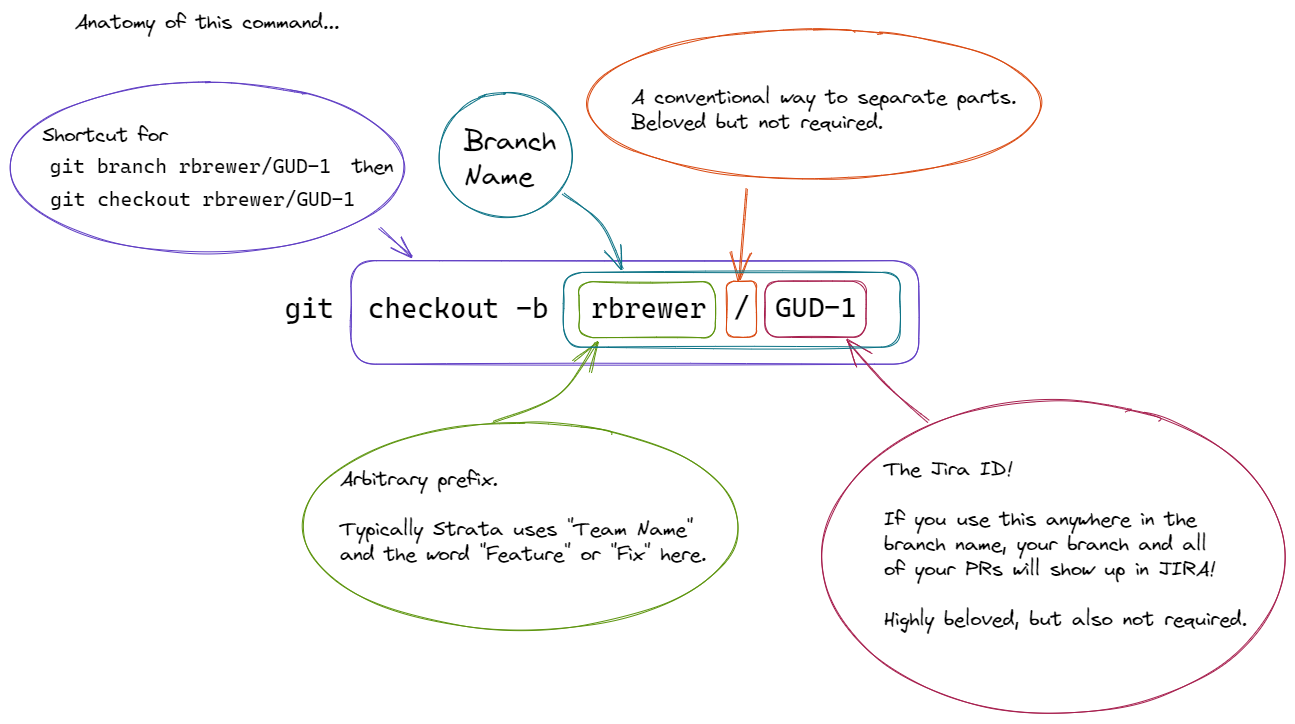 Anatomy of this command...
Shortcut for
git branch rbrewer/GUD-1 then
git checkout rbrewer/GUD-1
Branch
Name
A conventional way to separate parts.
Beloved but not required.
git checkout -b rbrewer / GUD-1
Arbitrary prefix.
Typically Strata uses "Team Name"
and the word "Feature" or "Fix" here.
The Jira ID!
If you use this anywhere in the
branch name, your branch and all
of your PRs will show up in JIRA!
Highly beloved, but also not required.